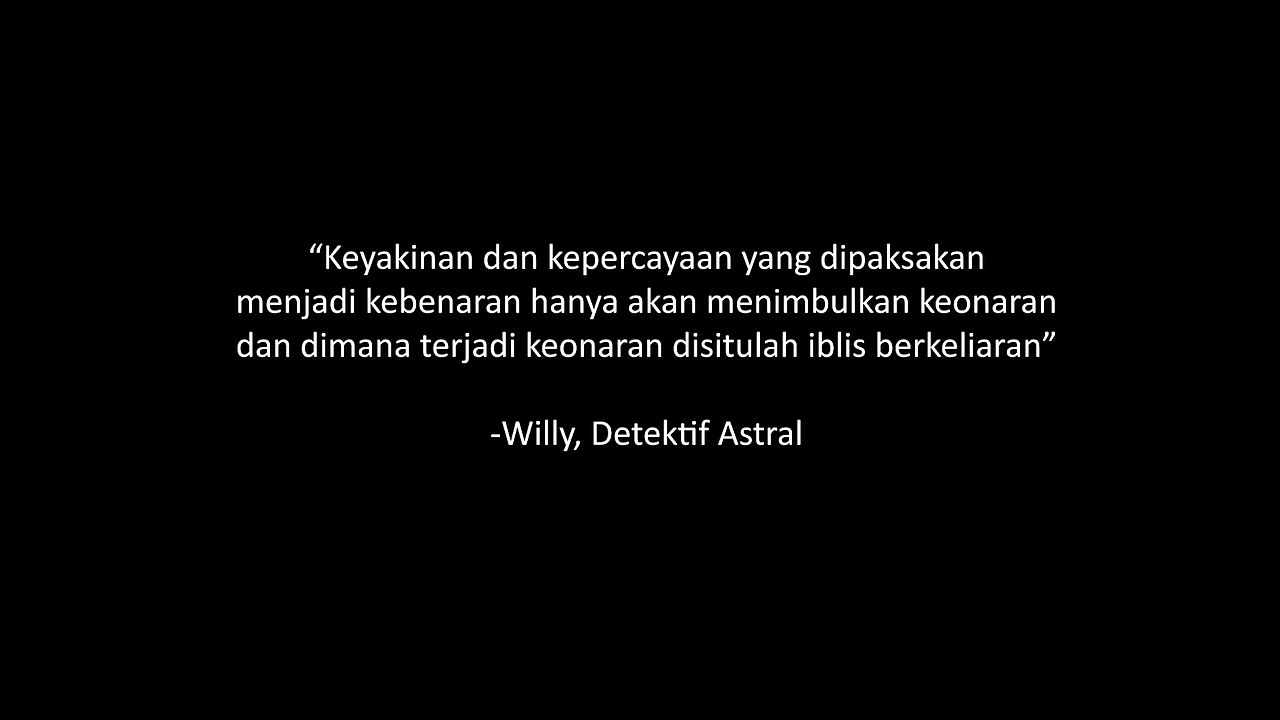 “Keyakinan dan kepercayaan yang dipaksakan
menjadi kebenaran hanya akan menimbulkan keonaran
dan dimana terjadi keonaran disitulah iblis berkeliaran”
-Willy, Detektif Astral